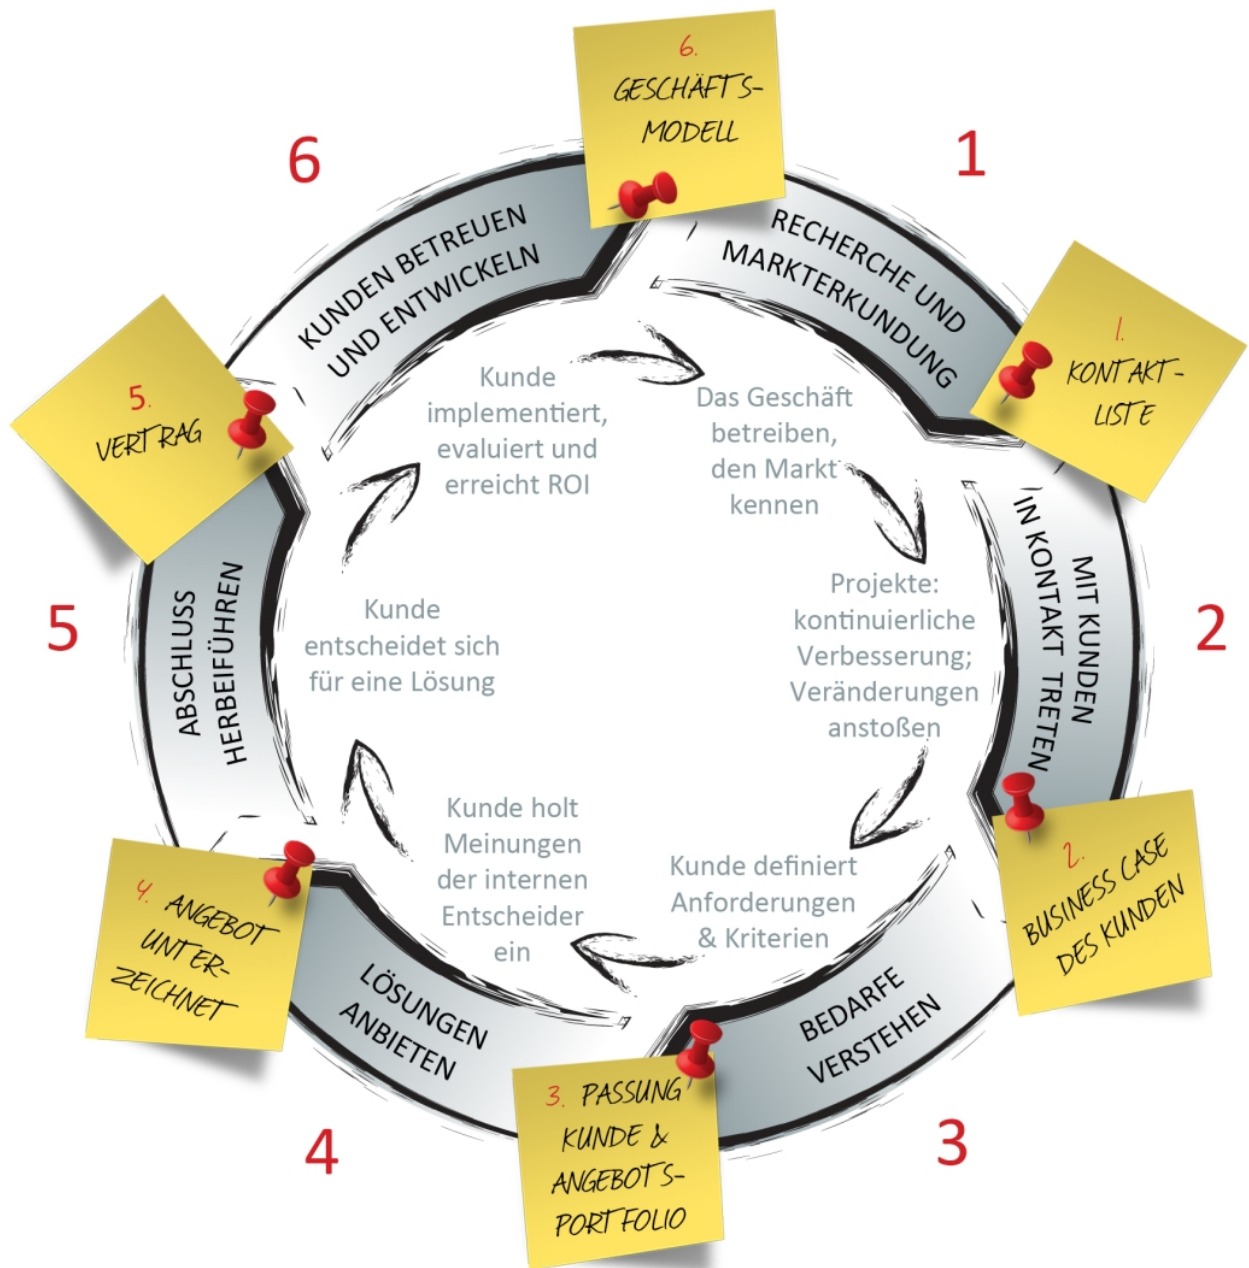 6.
GESCHÄFTS-
MODELL
1
RECHERCHE UND
MARKTERKUNDUNG
1.
KONTAKT-
LISTE
2
MIT KUNDEN
IN KONTAKT TRETEN
2.
BUSINESS CASE
DES KUNDEN
3
BEDARFE
VERSTEHEN
3. PASSUNG
KUNDE &
ANGEBOTS-
PORTFOLIO
4
LÖSUNGEN
ANBIETEN
4. ANGEBOT
UNTER-
ZEICHNET
5
ABSCHLUSS
HERBEIFÜHREN
5.
VERTRAG
6
KUNDEN BETREUEN
UND ENTWICKELN
Das Geschäft
betreiben,
den Markt
kennen
Projekte:
kontinuierliche
Verbesserung;
Veränderungen
anstoßen
Kunde definiert
Anforderungen
& Kriterien
Kunde holt
Meinungen
der internen
Entscheider
ein
Kunde
entscheidet sich
für eine Lösung
Kunde
implementiert,
evaluiert und
erreicht ROI